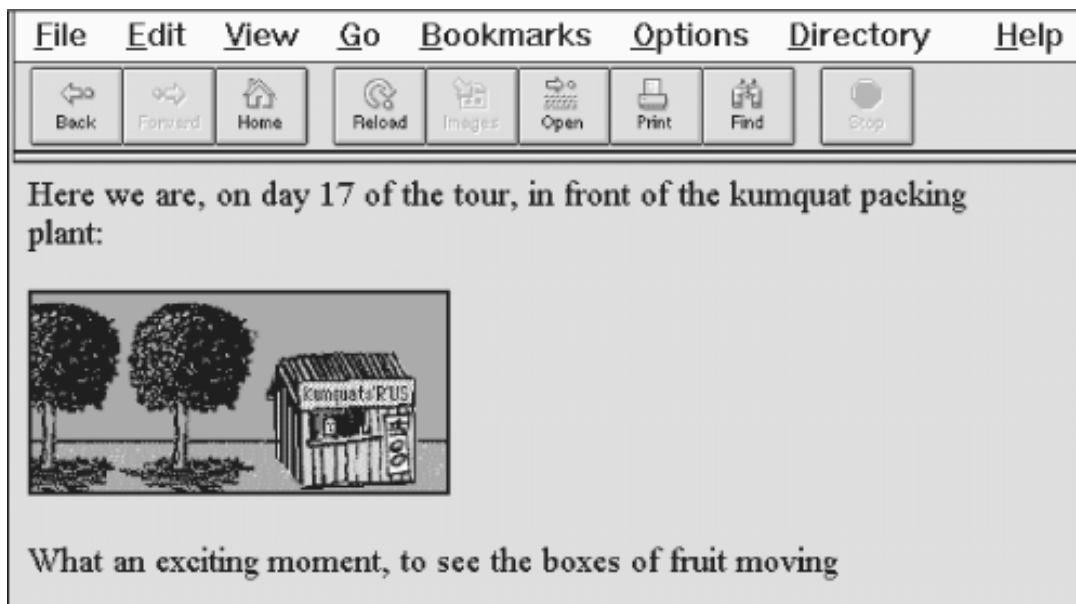 File Edit View Go Bookmarks Options Directory Help
Back Forward Home Reload Images Open Print Find Stop
Here we are, on day 17 of the tour, in front of the kumquat packing
plant:
Kumquats'R'US
What an exciting moment, to see the boxes of fruit moving